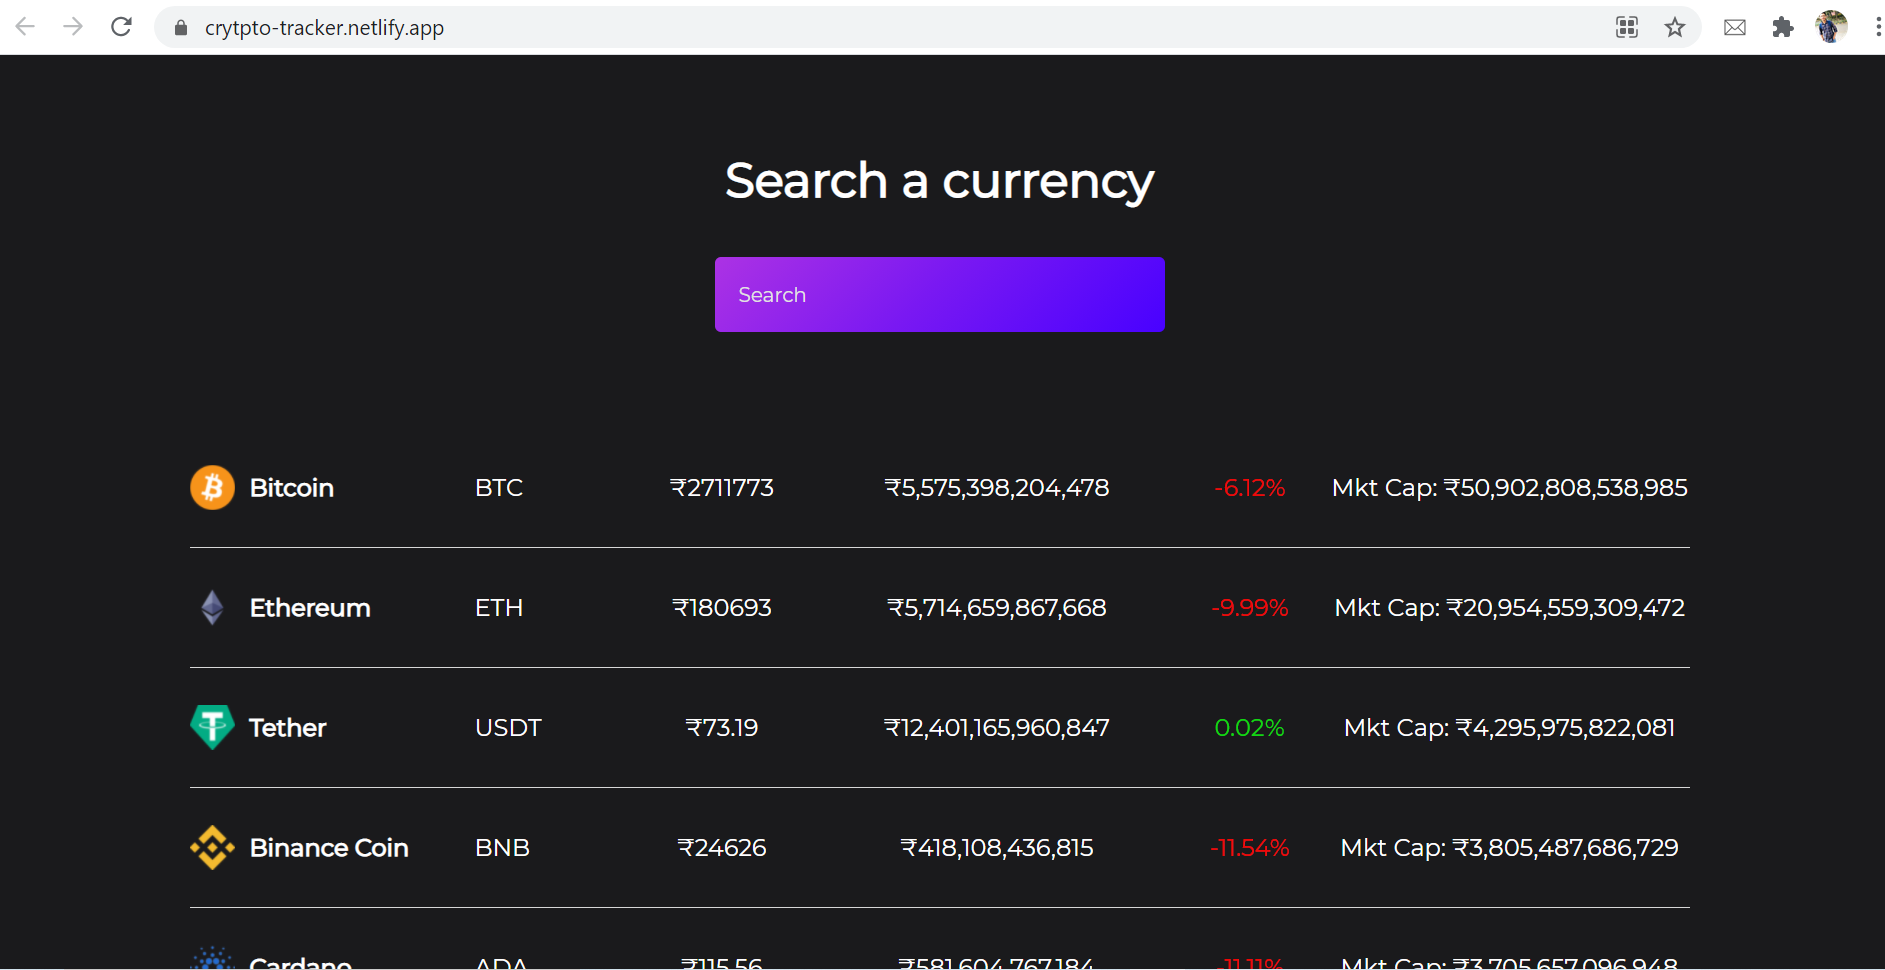 crytpto-tracker.netlify.app
Search a currency
Search
Bitcoin BTC ₹2711773 ₹5,575,398,204,478 -6.12% Mkt Cap: ₹50,902,808,538,985
Ethereum ETH ₹180693 ₹5,714,659,867,668 -9.99% Mkt Cap: ₹20,954,559,309,472
Tether USDT ₹73.19 ₹12,401,165,960,847 0.02% Mkt Cap: ₹4,295,975,822,081
Binance Coin BNB ₹24626 ₹418,108,436,815 -11.54% Mkt Cap: ₹3,805,487,686,729
Cardano ADA ₹115.56 ₹581,604,767,184 -11.11% Mkt Cap: ₹3,705,657,096,948